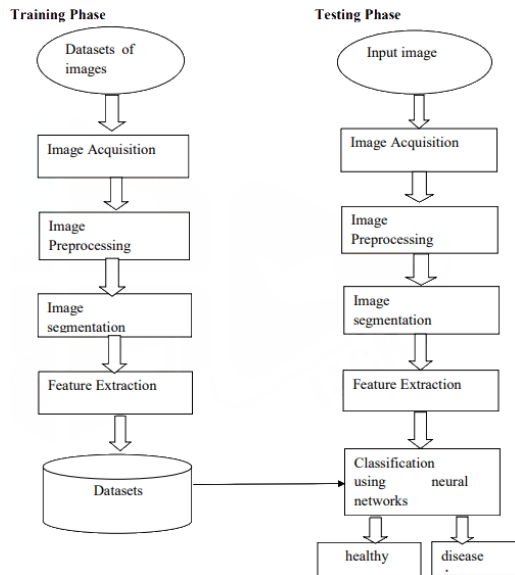 Training Phase
Datasets of
images
Image Acquisition
Image
Preprocessing
Image
segmentation
Feature Extraction
Datasets
Testing Phase
Input image
Image Acquisition
Image
Preprocessing
Image
segmentation
Feature Extraction
Classification
using neural
networks
healthy
disease